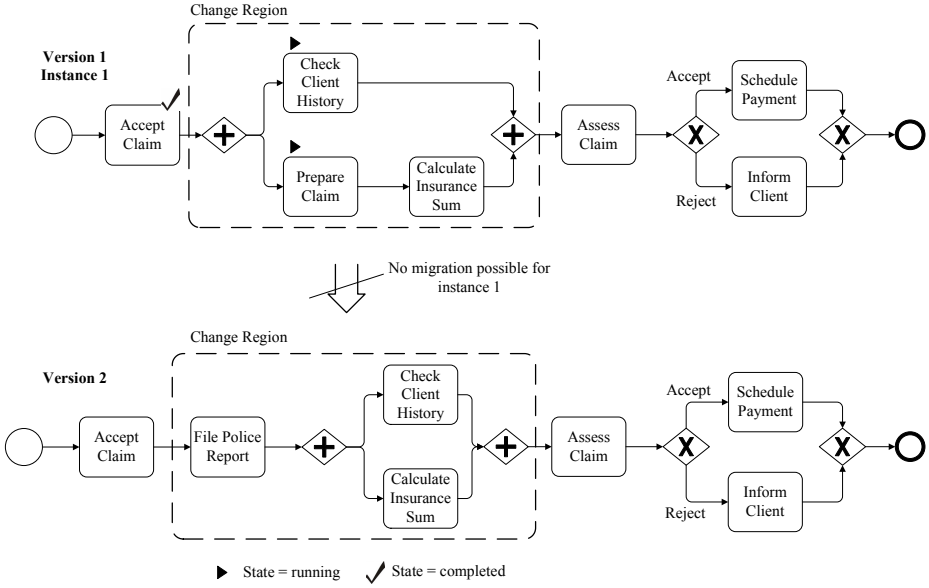 Change Region
Version 1
Instance 1
Accept
Claim
Check
Client
History
Prepare
Claim
Calculate
Insurance
Sum
Assess
Claim
Accept
X
Reject
Schedule
Payment
Inform
Client
X
No migration possible for
instance 1
Change Region
Version 2
Accept
Claim
File Police
Report
Check
Client
History
Calculate
Insurance
Sum
Assess
Claim
Accept
X
Reject
Schedule
Payment
Inform
Client
X
State = running
State = completed